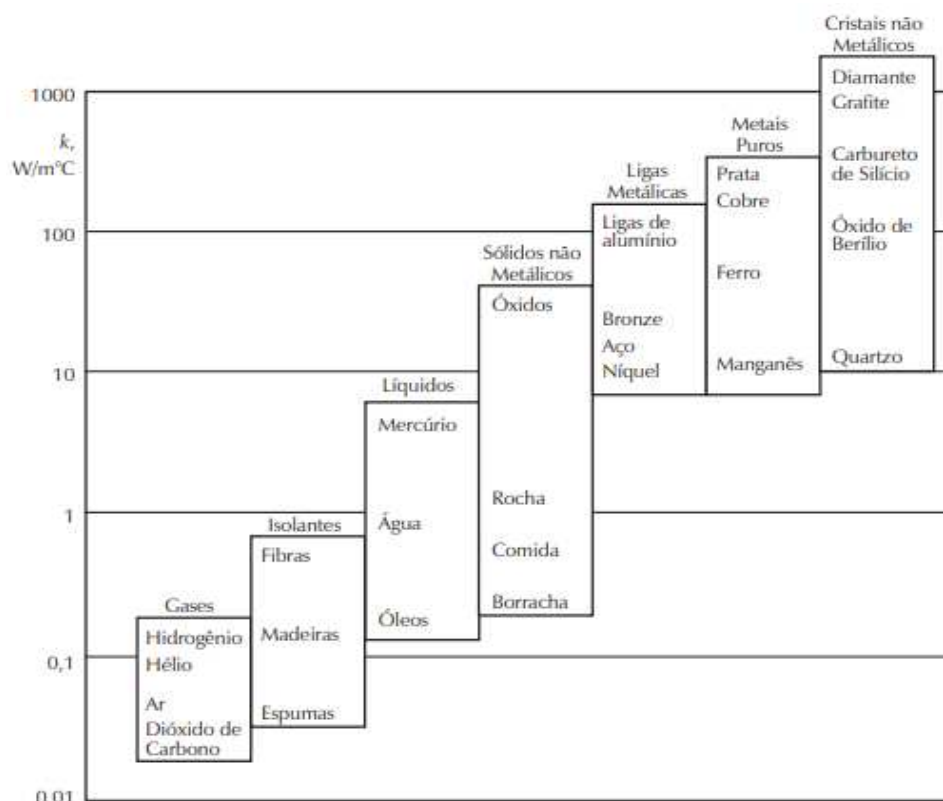 1000
k,
W/m°C
100
10
1
0,1
0,01
Gases
Hidrogênio
Hélio
Ar
Dióxido de
Carbono
Isolantes
Fibras
Madeiras
Espumas
Líquidos
Mercúrio
Água
Óleos
Sólidos não
Metálicos
Óxidos
Rocha
Comida
Borracha
Ligas
Metálicas
Ligas de
alumínio
Bronze
Aço
Níquel
Metais
Puros
Prata
Cobre
Ferro
Manganês
Cristais não
Metálicos
Diamante
Grafite
Carbureto
de Silício
Óxido de
Berílio
Quartzo